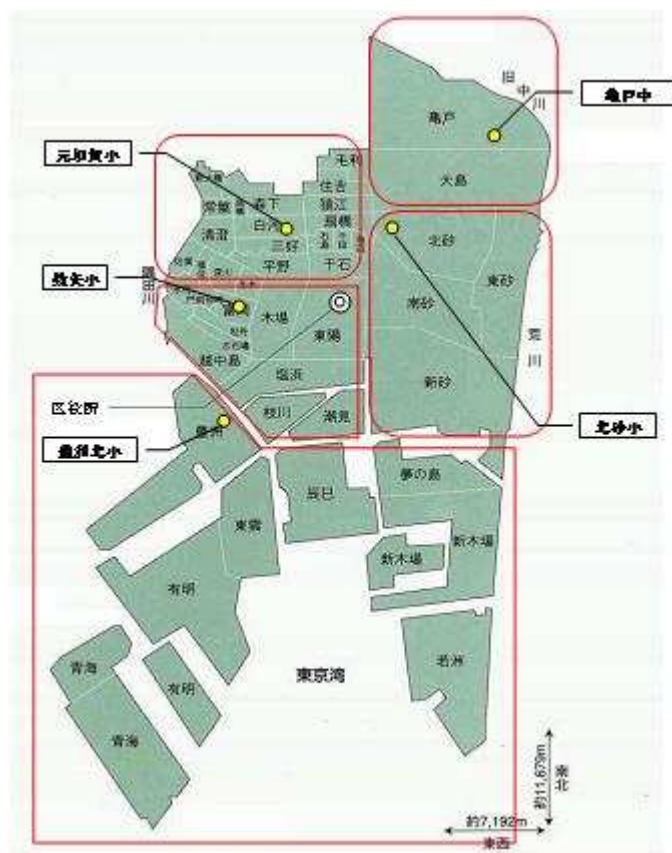 旧中川
亀戸中
亀戸
元加賀小
毛利
大島
住吉
常盤
森下
猿江
白河
扇橋
清澄
三好
北砂
平野
千石
東砂
数矢小
隅田川
木場
東陽
南砂
荒川
牡丹
越中島
塩浜
新砂
区役所
枝川
潮見
豊洲
北砂小
豊洲北小
夢の島
辰巳
東雲
新木場
新木場
有明
若洲
青海
東京湾
有明
青海
約11,679m
南北
約7,192m
東西